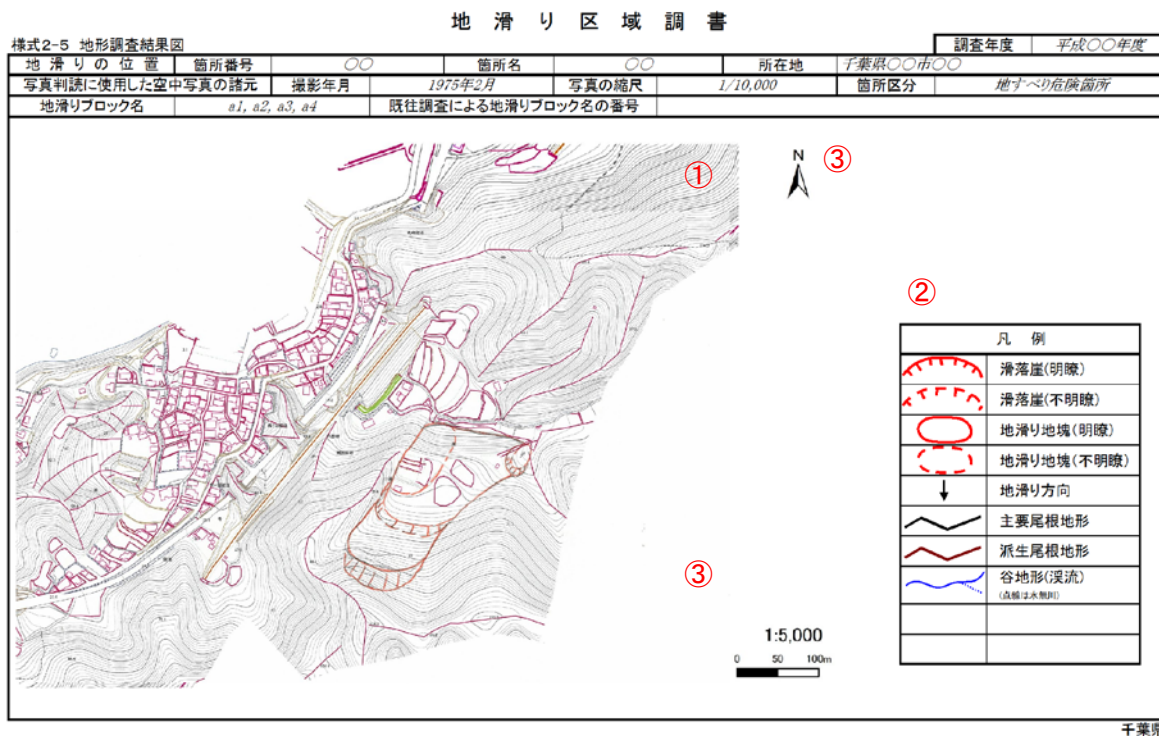 地滑り区域調書
様式2-5 地形調査結果図
調査年度 平成○○年度
地滑りの位置 箇所番号 ○○ 箇所名 ○○ 所在地 千葉県○○市○○
写真判読に使用した空中写真の諸元 撮影年月 1975年2月 写真の縮尺 1/10,000 箇所区分 地すべり危険箇所
地滑りブロック名 a1, a2, a3, a4 既往調査による地滑りブロック名の番号
① N ③
②
凡例
滑落崖(明瞭)
滑落崖(不明瞭)
地滑り地塊(明瞭)
地滑り地塊(不明瞭)
地滑り方向
主要尾根地形
派生尾根地形
谷地形(渓流)
(点線は水無川)
③
1:5,000
0 50 100m
千葉県